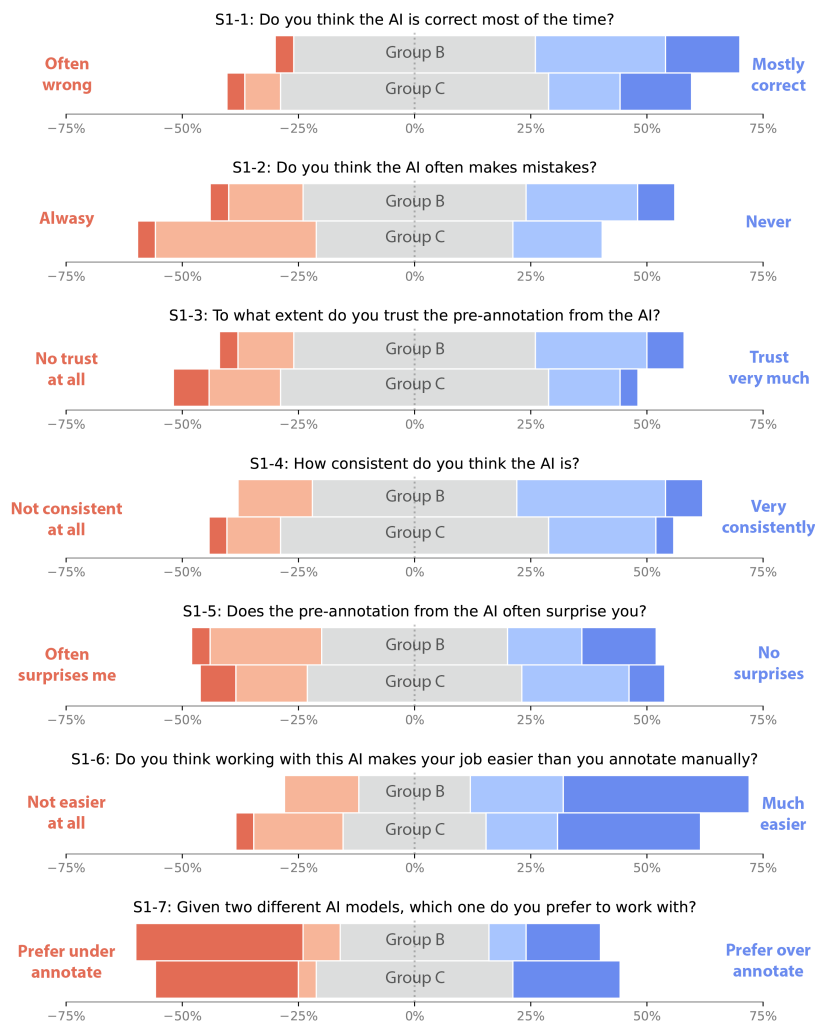 S1-1: Do you think the AI is correct most of the time?
Often
wrong
Group B
Group C
Mostly
correct
−75%
−50%
−25%
0%
25%
50%
75%
S1-2: Do you think the AI often makes mistakes?
Alwasy
Group B
Group C
Never
−75%
−50%
−25%
0%
25%
50%
75%
S1-3: To what extent do you trust the pre-annotation from the AI?
No trust
at all
Group B
Group C
Trust
very much
−75%
−50%
−25%
0%
25%
50%
75%
S1-4: How consistent do you think the AI is?
Not consistent
at all
Group B
Group C
Very
consistently
−75%
−50%
−25%
0%
25%
50%
75%
S1-5: Does the pre-annotation from the AI often surprise you?
Often
surprises me
Group B
Group C
No
surprises
−75%
−50%
−25%
0%
25%
50%
75%
S1-6: Do you think working with this AI makes your job easier than you annotate manually?
Not easier
at all
Group B
Group C
Much
easier
−75%
−50%
−25%
0%
25%
50%
75%
S1-7: Given two different AI models, which one do you prefer to work with?
Prefer under
annotate
Group B
Group C
Prefer over
annotate
−75%
−50%
−25%
0%
25%
50%
75%